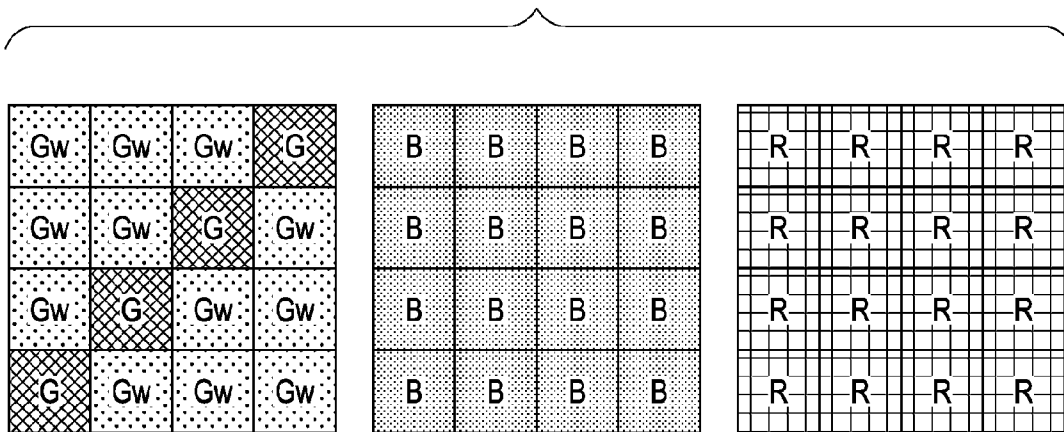 Gw Gw Gw G B B B B R R R R
Gw Gw G Gw B B B B R R R R
Gw G Gw Gw B B B B R R R R
G Gw Gw Gw B B B B R R R R